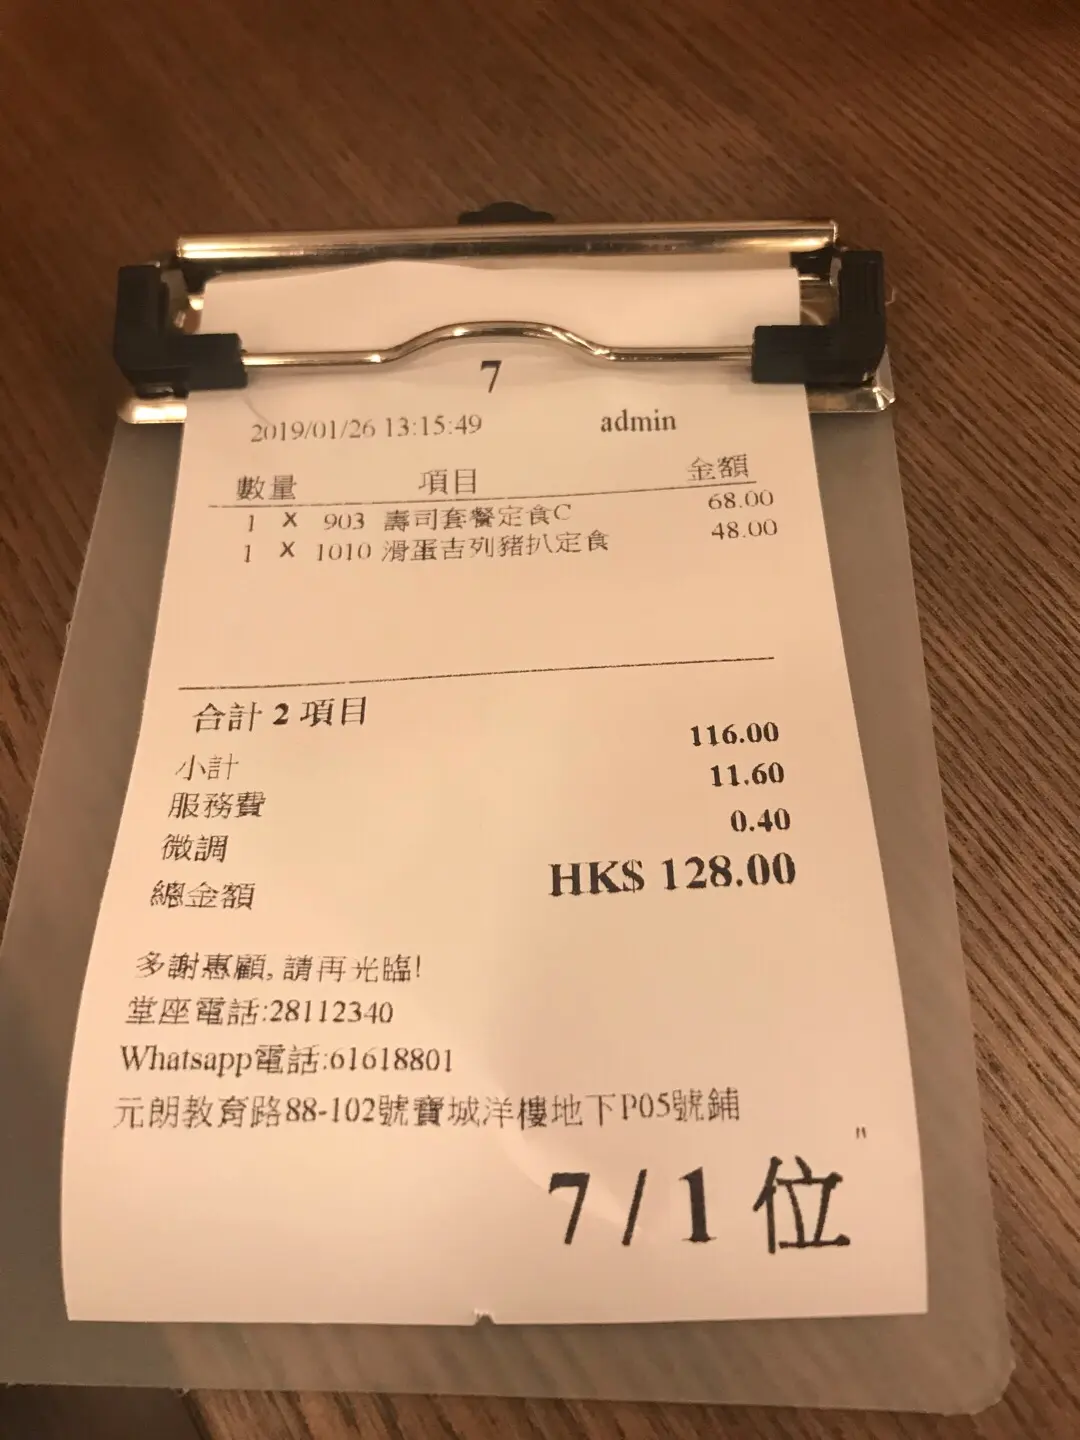 7
2019/01/26 13:15:49 admin
數量 項目 金額
1 X 903 壽司套餐定食C 68.00
1 X 1010 滑蛋吉列豬扒定食 48.00
合計 2 項目
小計 116.00
服務費 11.60
微調 0.40
總金額 HK$ 128.00
多謝惠顧,請再光臨!
堂座電話:28112340
Whatsapp電話:61618801
元朗教育路88-102號寶城洋樓地下P05號鋪
"
7 / 1 位